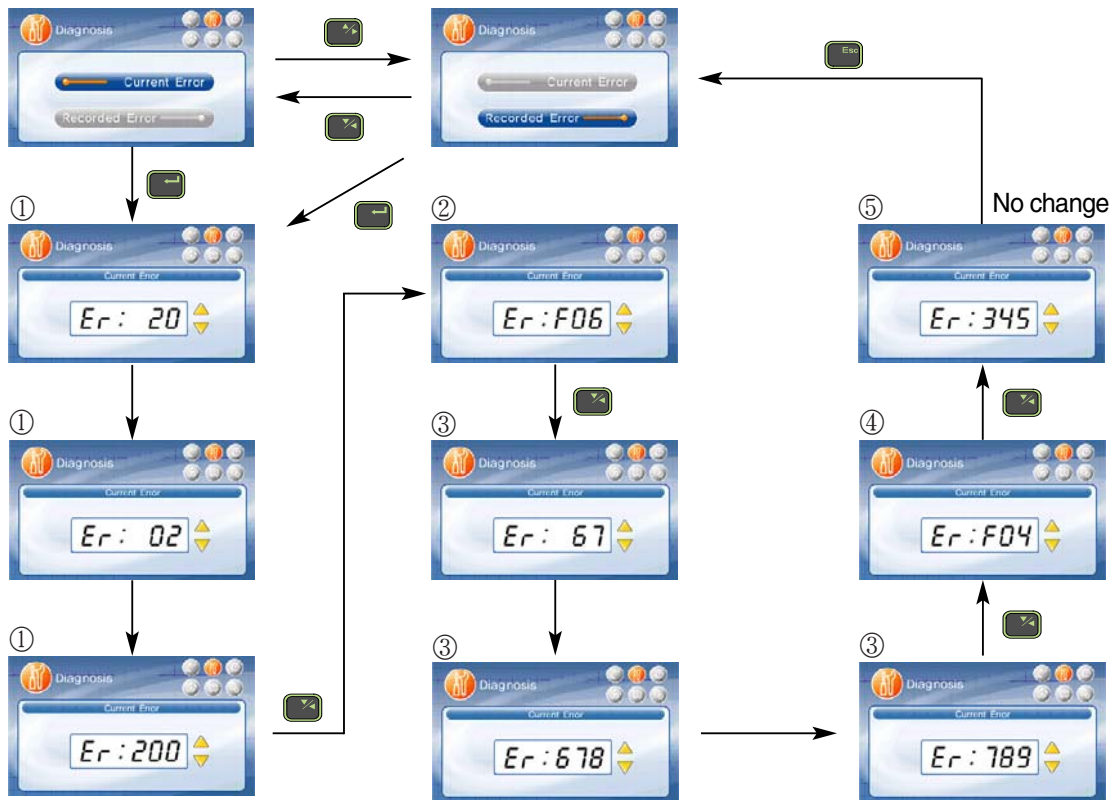 Diagnosis
Current Error
Recorded Error
Diagnosis
Current Error
Recorded Error
Esc
No change
①
Diagnosis
Current Error
Er: 20
②
Diagnosis
Current Error
Er:F06
⑤
Diagnosis
Current Error
Er:345
①
Diagnosis
Current Error
Er: 02
③
Diagnosis
Current Error
Er: 67
④
Diagnosis
Current Error
Er:F04
①
Diagnosis
Current Error
Er:200
③
Diagnosis
Current Error
Er:678
③
Diagnosis
Current Error
Er:789